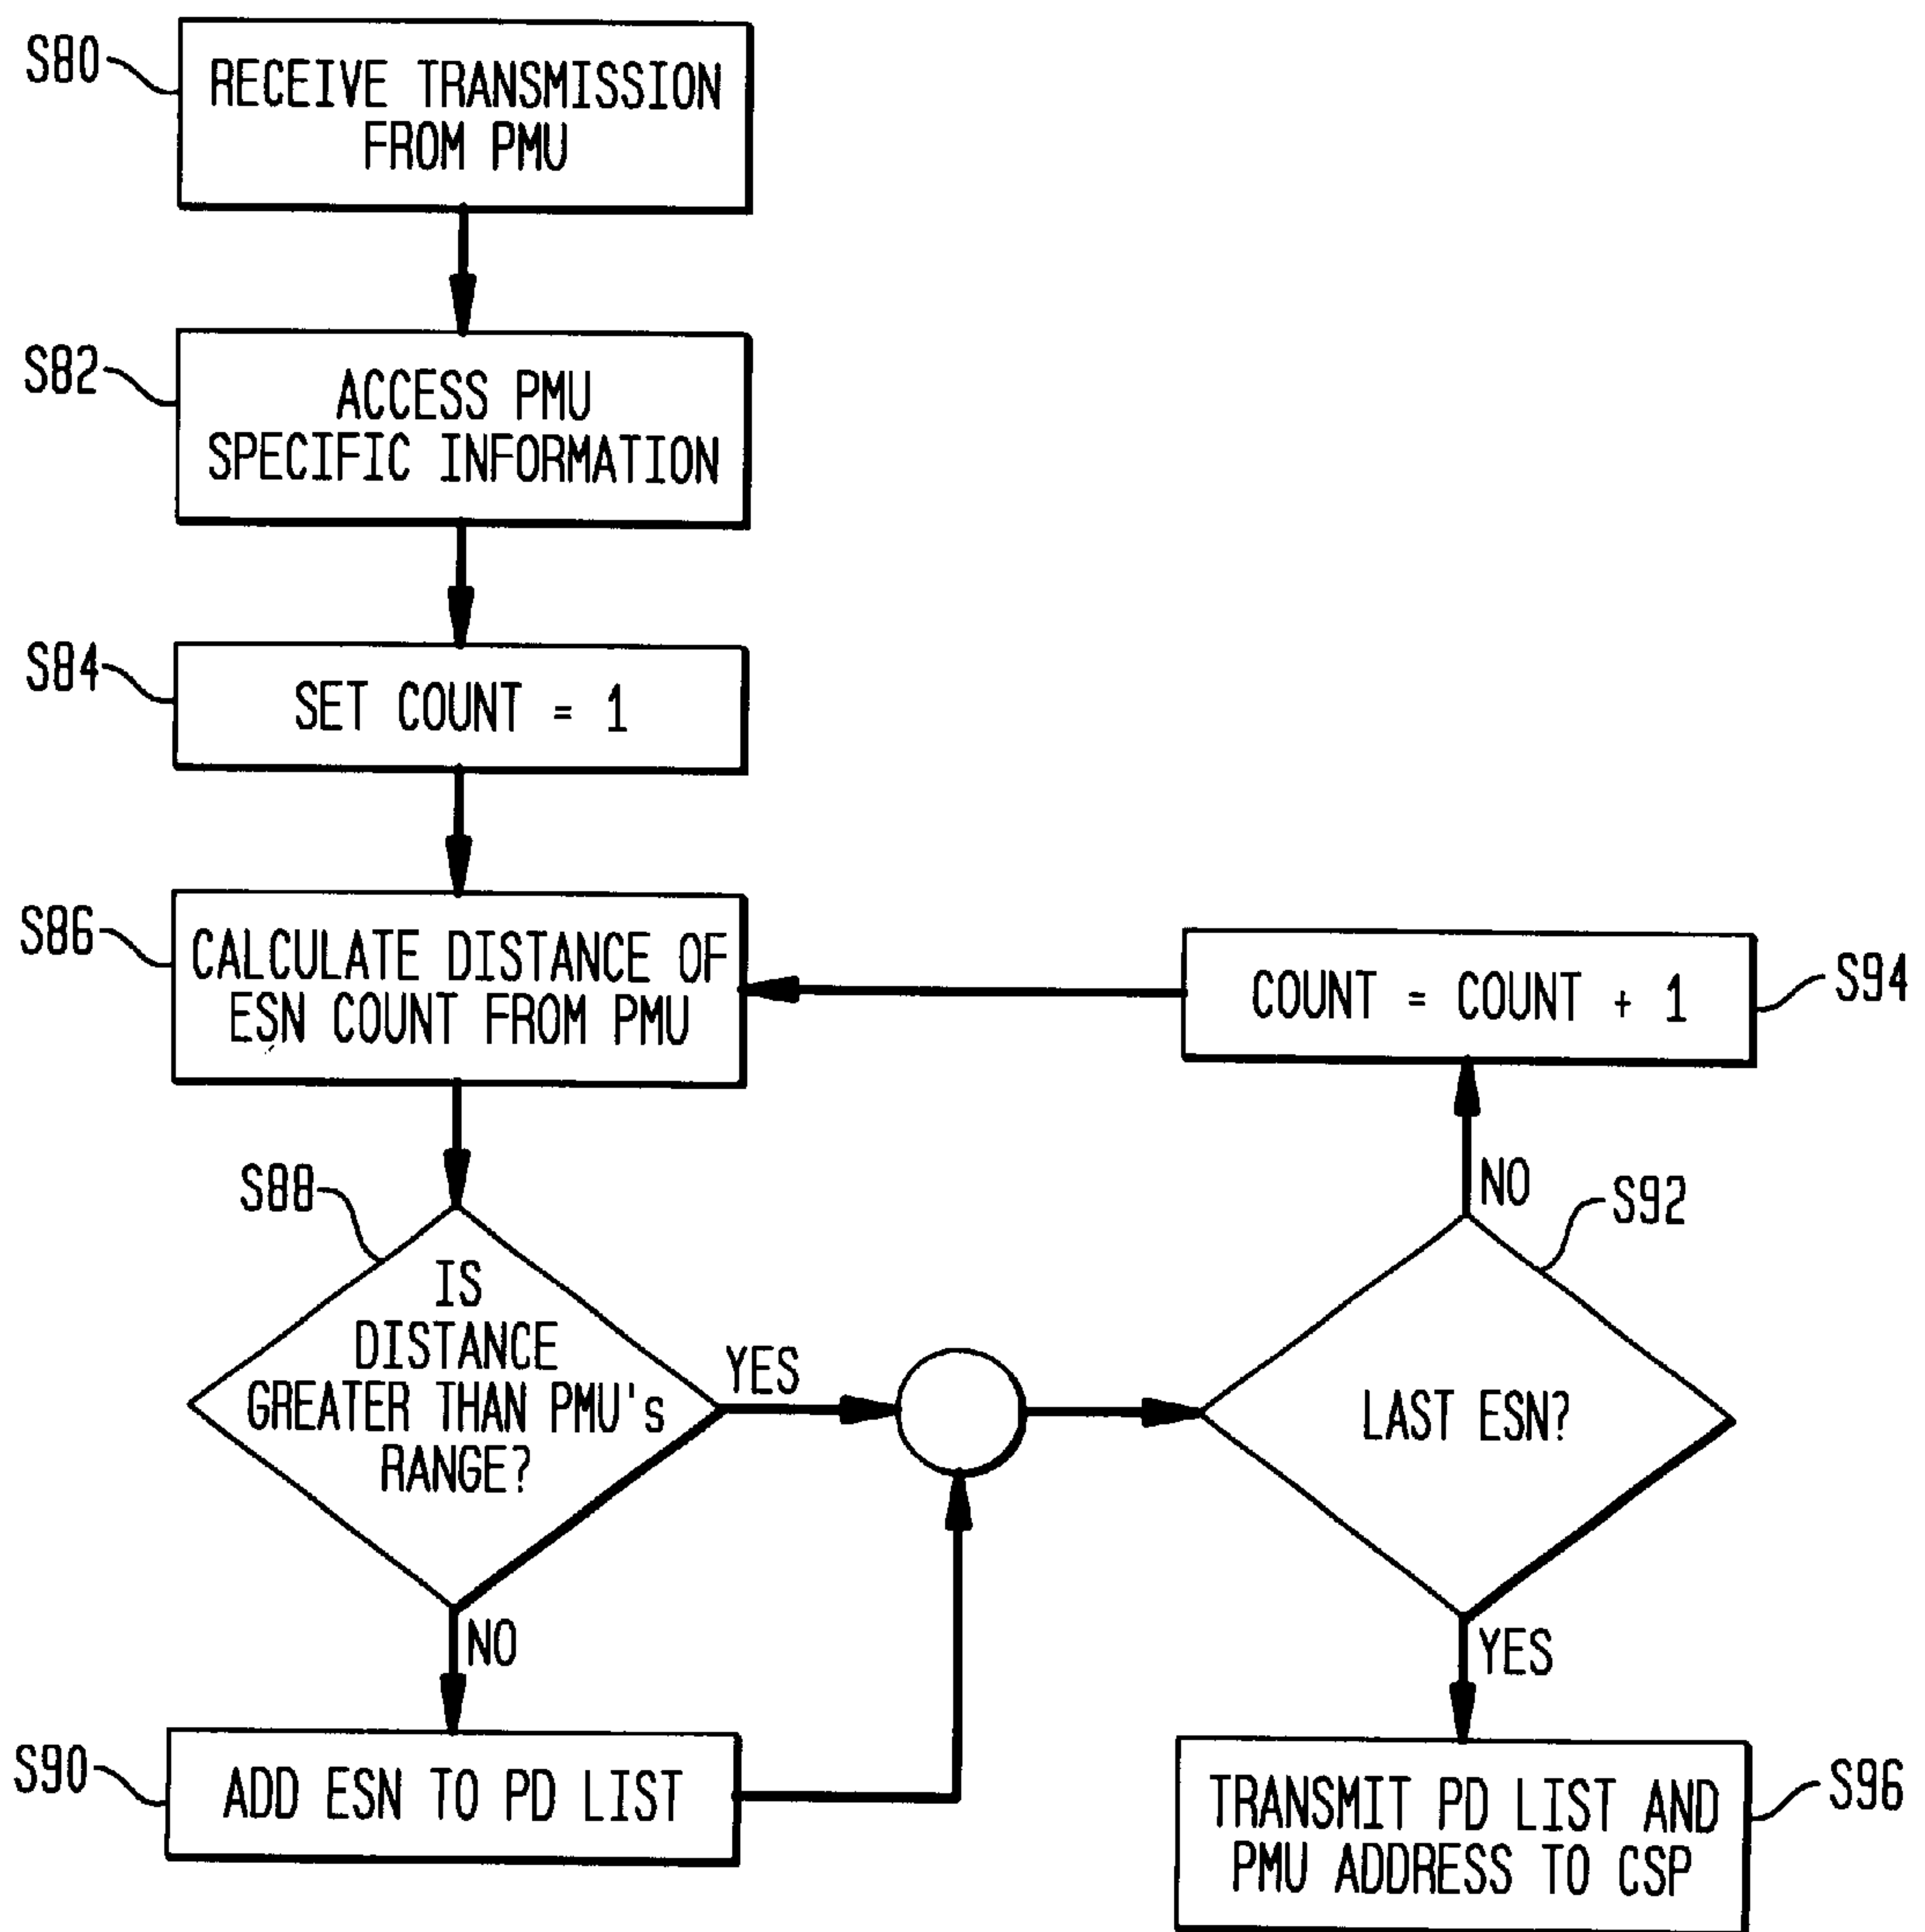 S80
RECEIVE TRANSMISSION
FROM PMU
S82
ACCESS PMU
SPECIFIC INFORMATION
S84
SET COUNT = 1
S86
CALCULATE DISTANCE OF
ESN COUNT FROM PMU
S88
IS
DISTANCE
GREATER THAN PMU's
RANGE?
YES
NO
S90
ADD ESN TO PD LIST
S94
COUNT = COUNT + 1
NO
S92
LAST ESN?
YES
S96
TRANSMIT PD LIST AND
PMU ADDRESS TO CSP